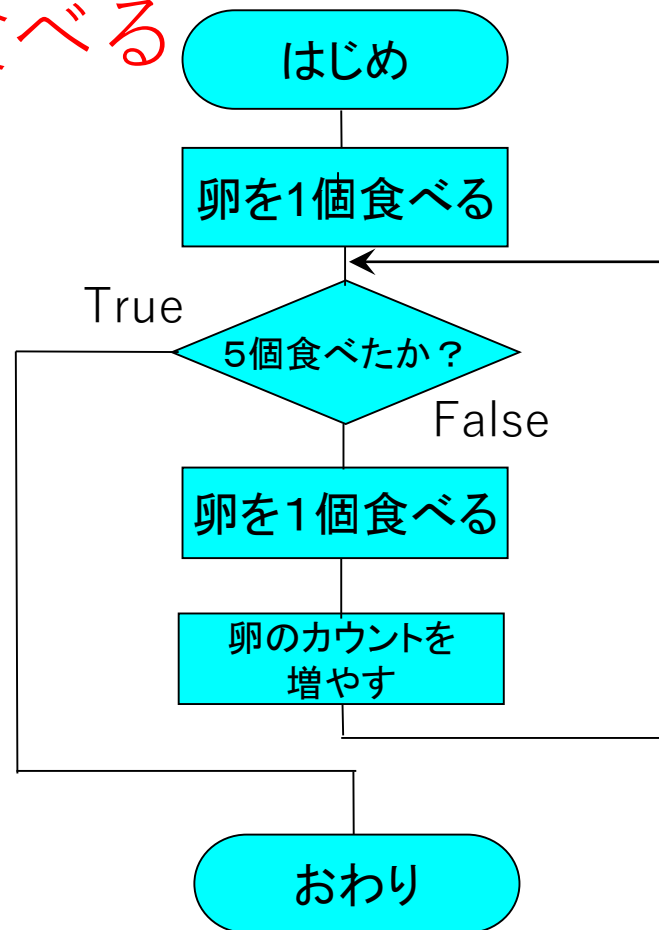 べる
はじめ
卵を1個食べる
True
5個食べたか？
False
卵を1個食べる
卵のカウントを
増やす
おわり